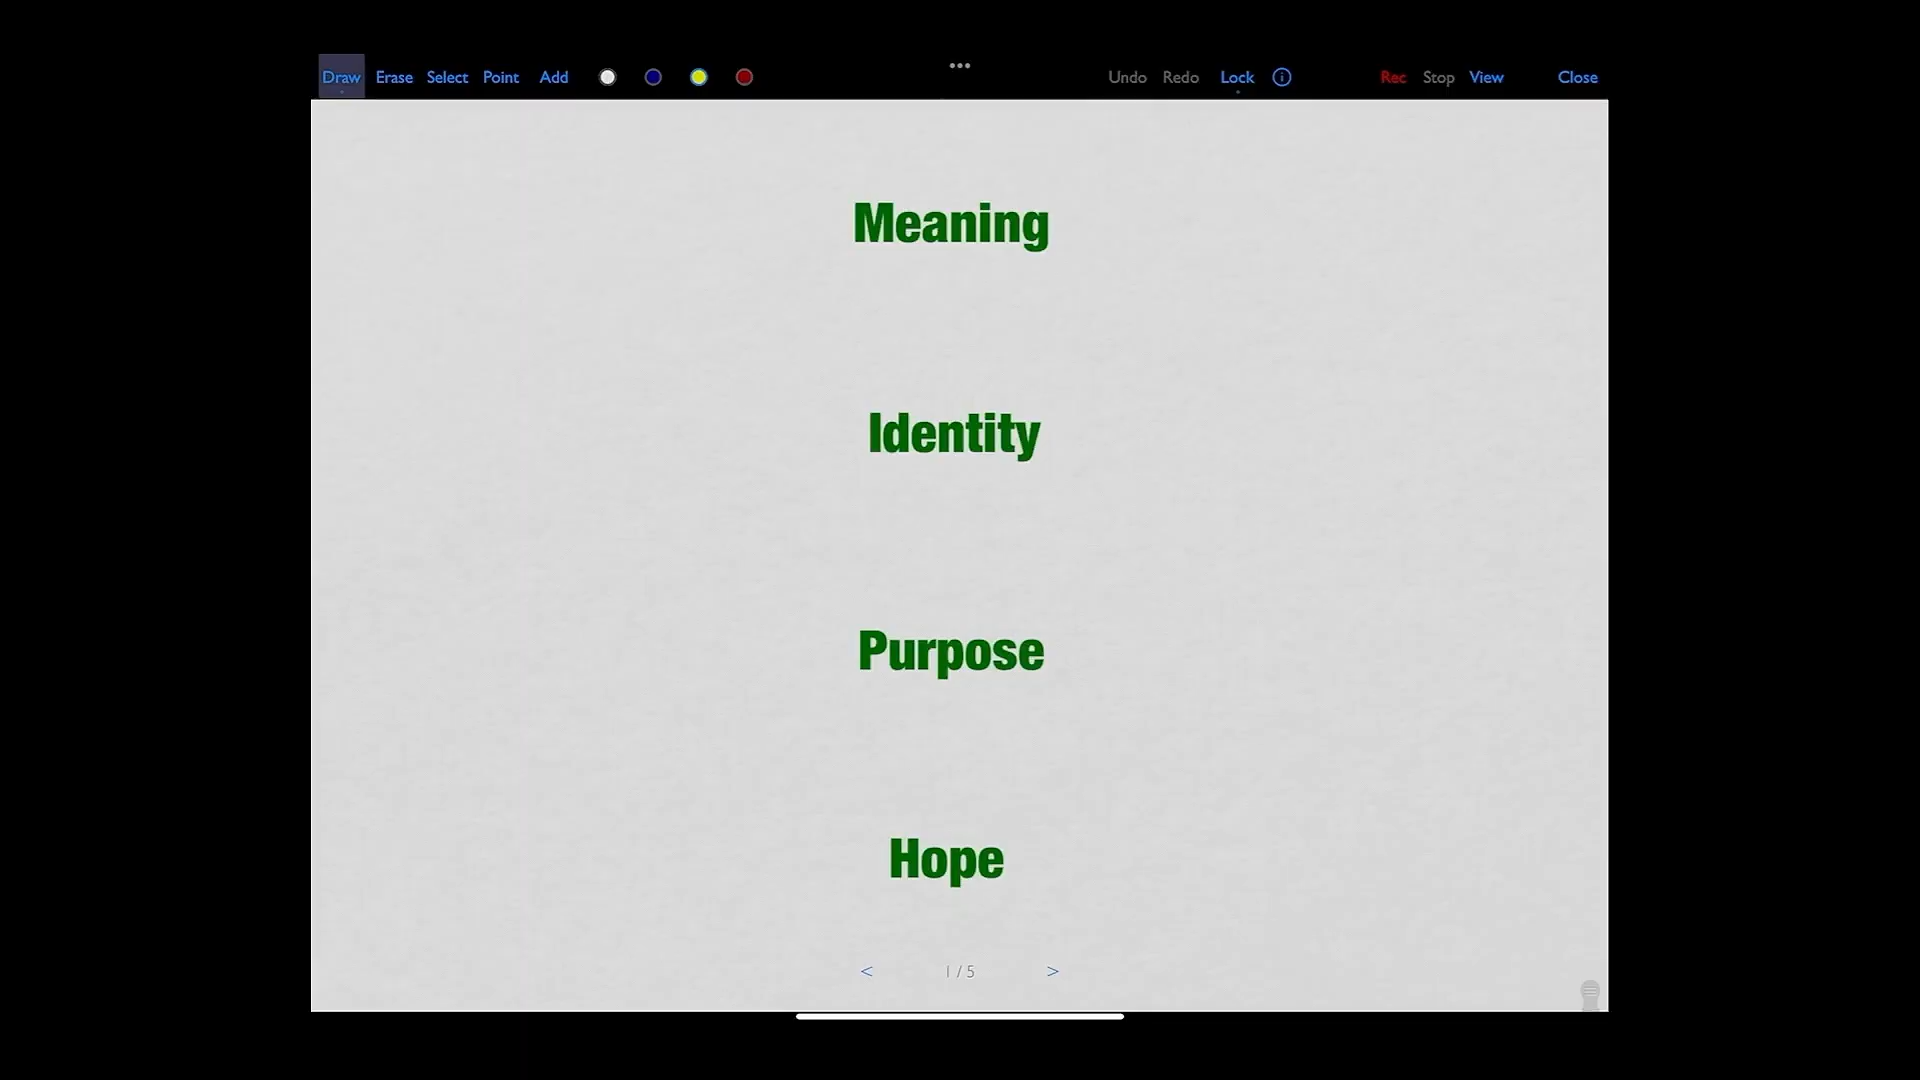 Draw Erase Select Point Add Undo Redo Lock Rec Stop View Close
Meaning
Identity
Purpose
Hope
< 1 / 5 >